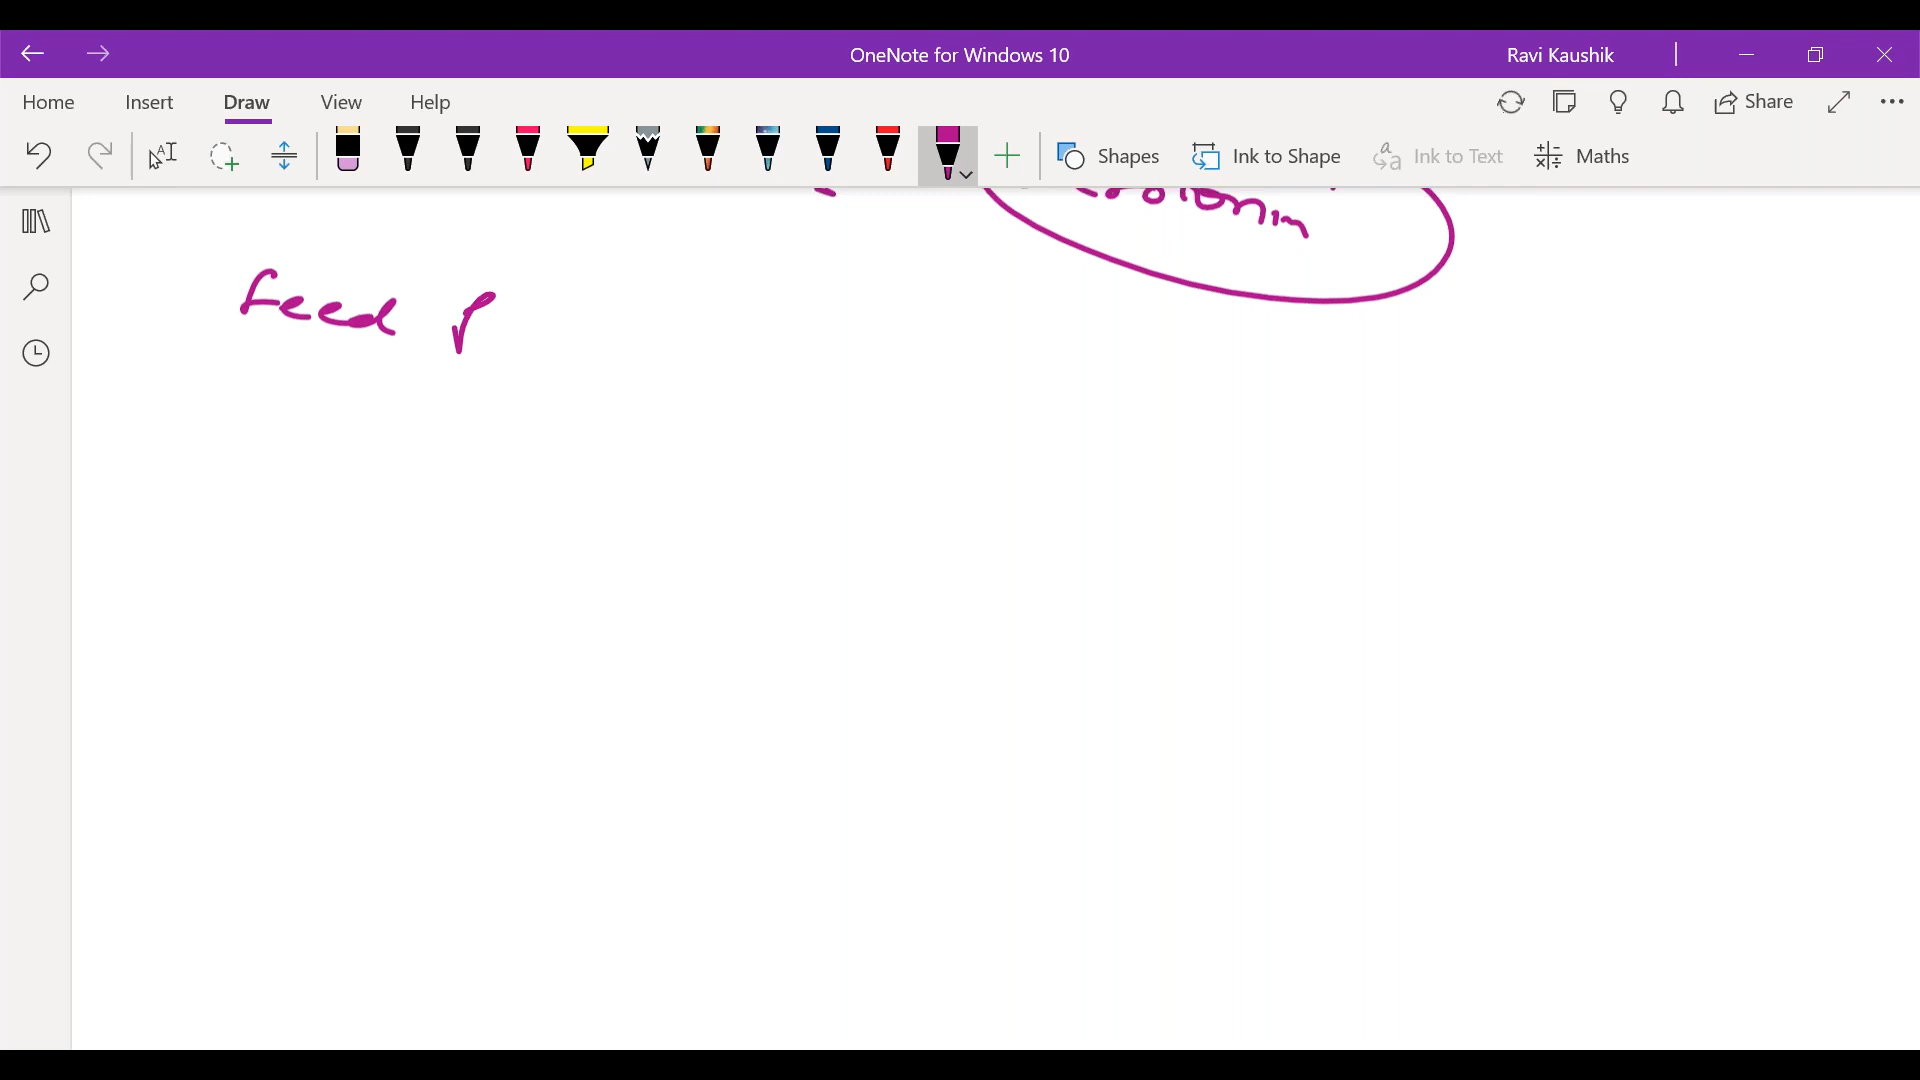 OneNote for Windows 10 Ravi Kaushik
Home Insert Draw View Help Share
Shapes Ink to Shape Ink to Text Maths
feed p